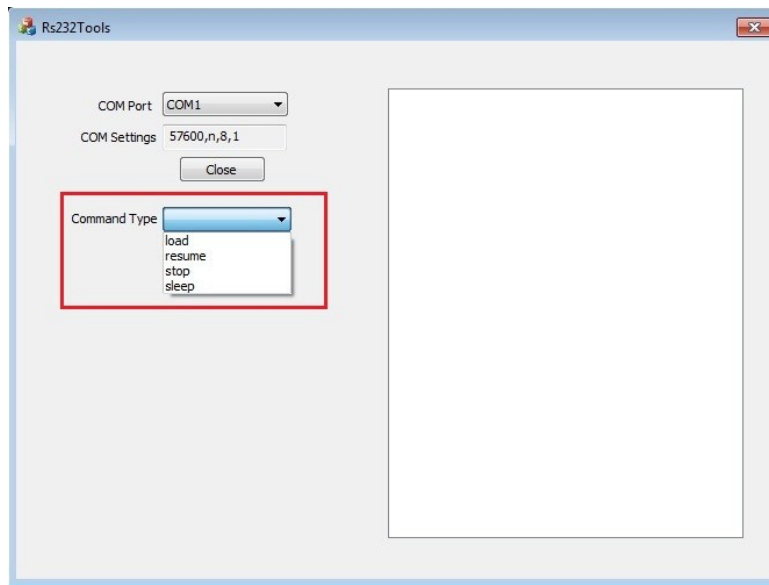 Rs232Tools
COM Port COM1
COM Settings 57600,n,8,1
Close
Command Type
load
resume
stop
sleep